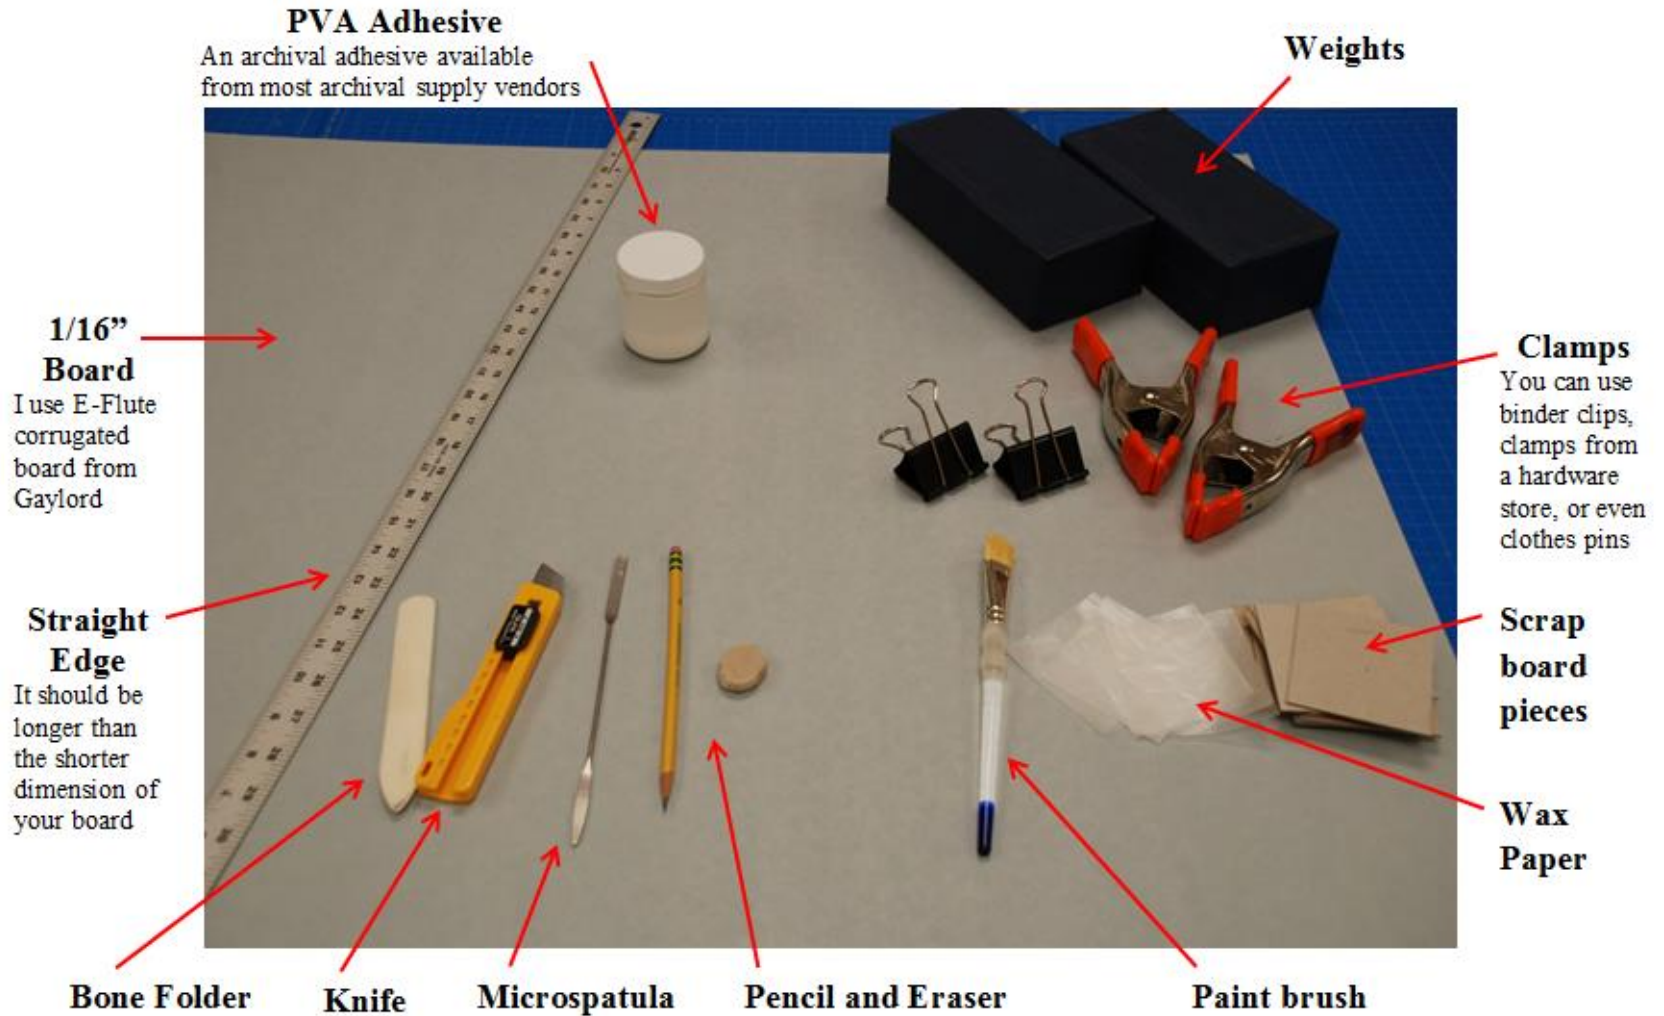 PVA Adhesive
An archival adhesive available
from most archival supply vendors
Weights
1/16”
Board
I use E-Flute
corrugated
board from
Gaylord
Clamps
You can use
binder clips,
clamps from
a hardware
store, or even
clothes pins
Straight
Edge
It should be
longer than
the shorter
dimension of
your board
Scrap
board
pieces
Wax
Paper
Bone Folder
Knife
Microspatula
Pencil and Eraser
Paint brush